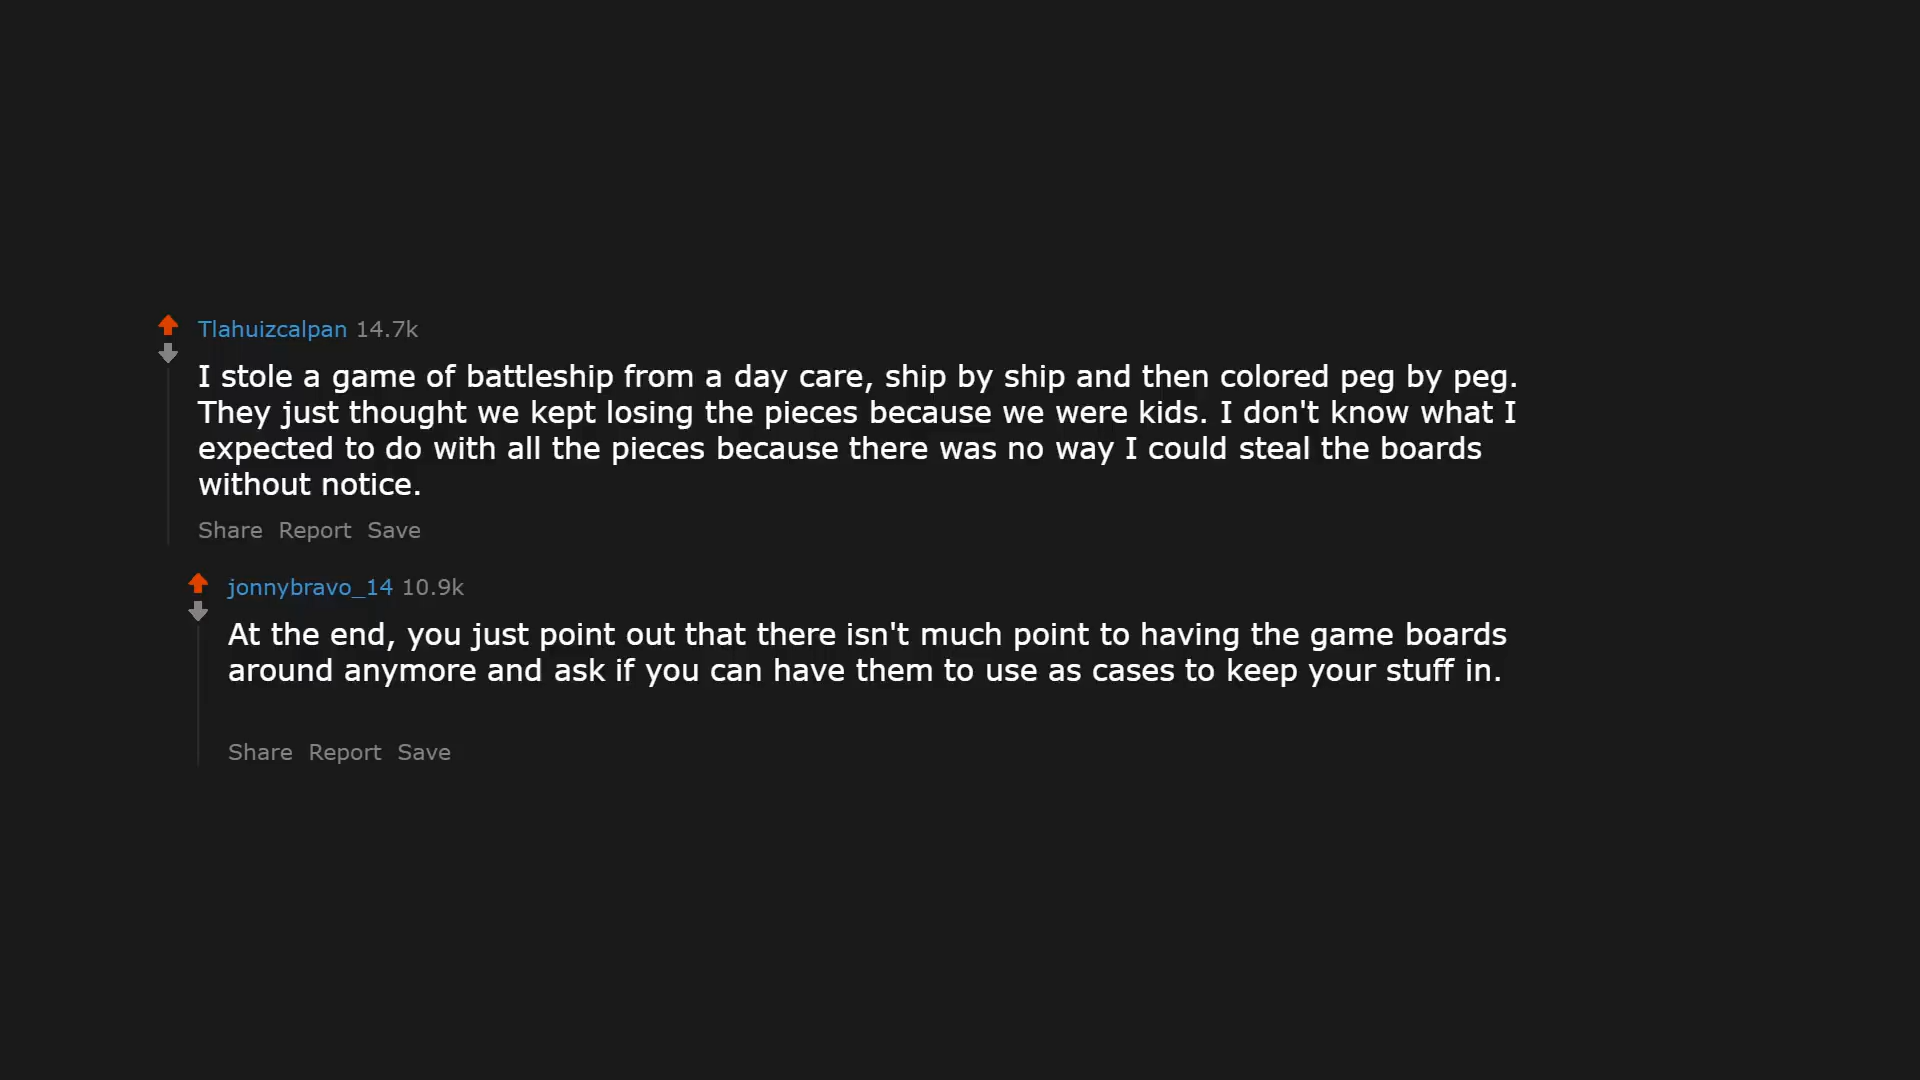 Tlahuizcalpan 14.7k
I stole a game of battleship from a day care, ship by ship and then colored peg by peg.
They just thought we kept losing the pieces because we were kids. I don't know what I
expected to do with all the pieces because there was no way I could steal the boards
without notice.
Share Report Save
jonnybravo_14 10.9k
At the end, you just point out that there isn't much point to having the game boards
around anymore and ask if you can have them to use as cases to keep your stuff in.
Share Report Save